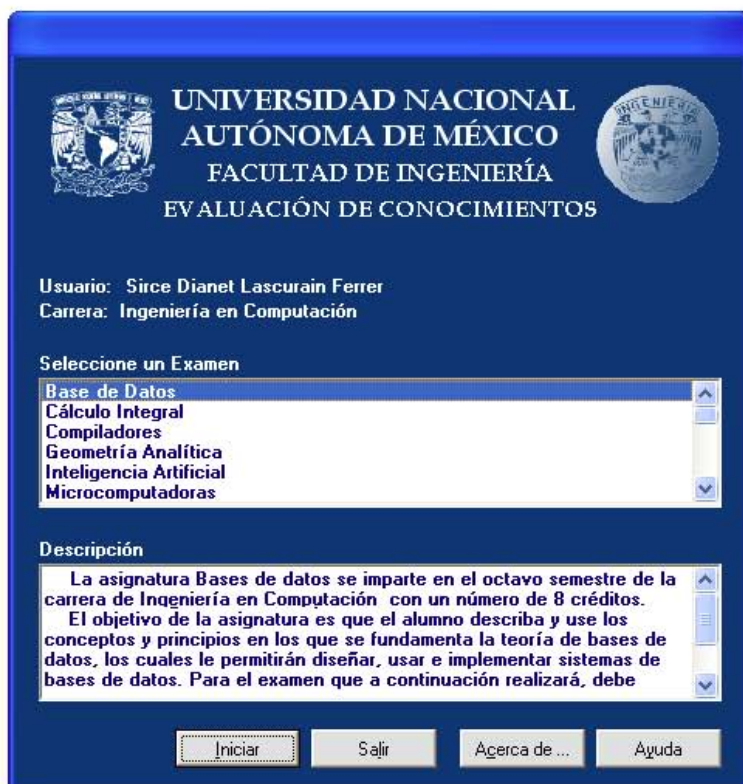 UNIVERSIDAD NACIONAL
AUTÓNOMA DE MÉXICO
FACULTAD DE INGENIERÍA
EVALUACIÓN DE CONOCIMIENTOS
INGENIERIA
Usuario: Sirce Dianet Lascurain Ferrer
Carrera: Ingeniería en Computación
Seleccione un Examen
Base de Datos
Cálculo Integral
Compiladores
Geometría Analítica
Inteligencia Artificial
Microcomputadoras
Descripción
La asignatura Bases de datos se imparte en el octavo semestre de la
carrera de Ingeniería en Computación con un número de 8 créditos.
El objetivo de la asignatura es que el alumno describa y use los
conceptos y principios en los que se fundamenta la teoría de bases de
datos, los cuales le permitirán diseñar, usar e implementar sistemas de
bases de datos. Para el examen que a continuación realizará, debe
Iniciar
Salir
Acerca de ...
Ayuda